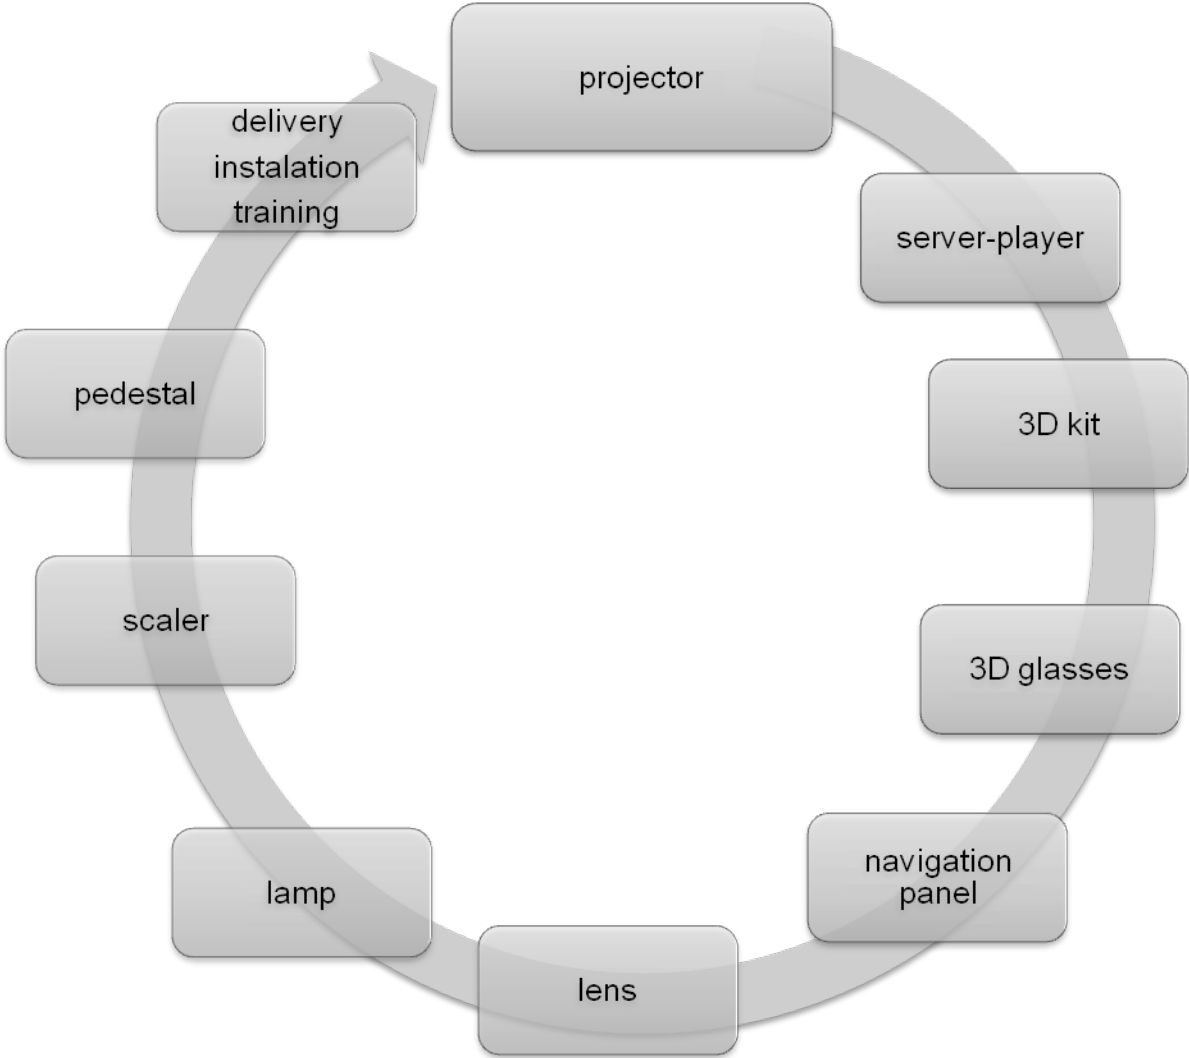 projector
server-player
3D kit
3D glasses
navigation
panel
lens
lamp
scaler
pedestal
delivery
instalation
training